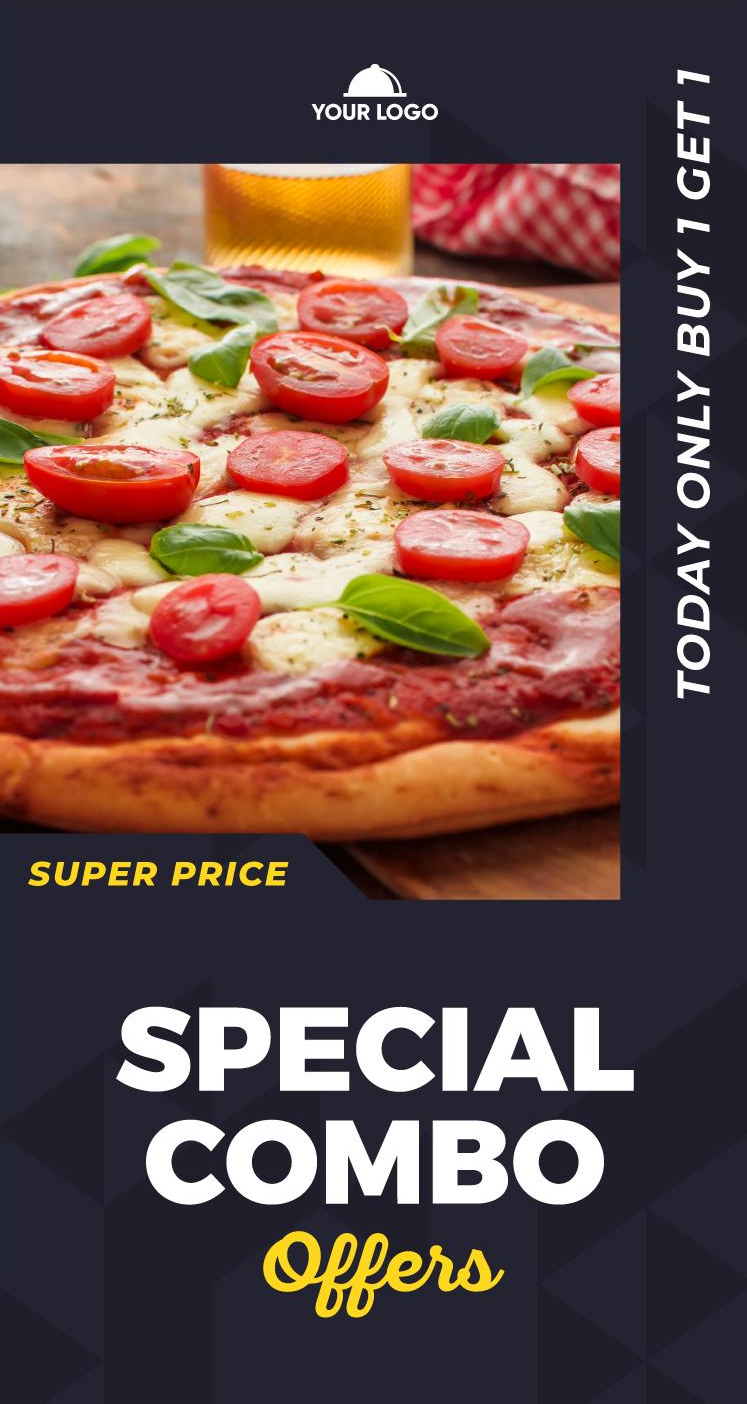 YOUR LOGO
TODAY ONLY BUY 1 GET 1
SUPER PRICE
SPECIAL
COMBO
Offers